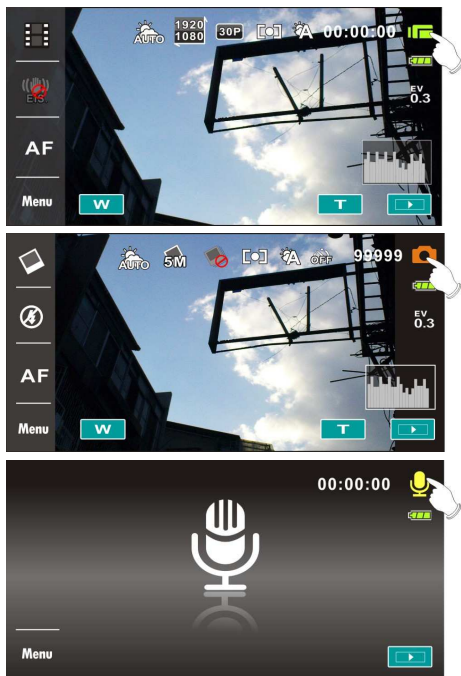 AUTO 1920 1080 30P A 00:00:00
EIS
EV
0.3
AF
Menu W T
AUTO 5M A OFF 99999
EV
0.3
AF
Menu W T
00:00:00
Menu